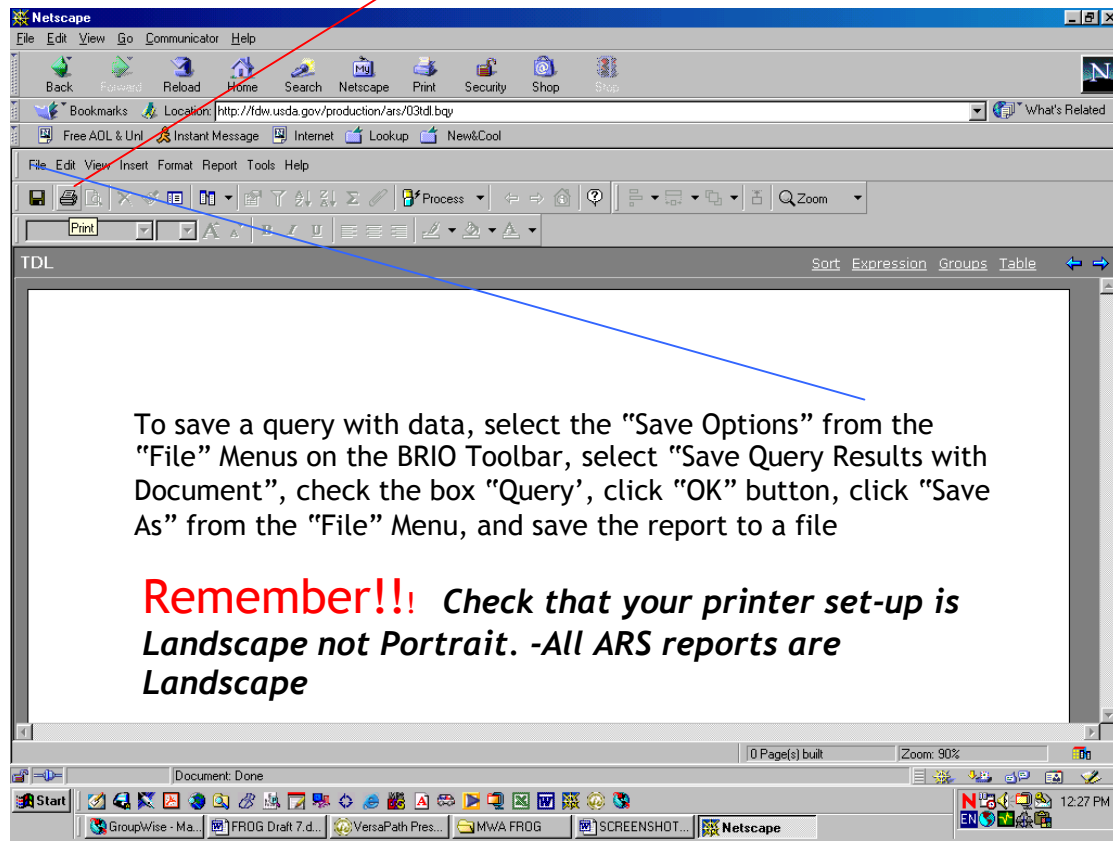 Netscape
File Edit View Go Communicator Help
Back Forward Reload Home Search Netscape Print Security Shop Stop
Bookmarks Location: http://fdw.usda.gov/production/ars/03tdl.bqy What's Related
Free AOL & Unl Instant Message Internet Lookup New&Cool
File Edit View Insert Format Report Tools Help
Process Zoom
Print
B I U
TDL Sort Expression Groups Table
To save a query with data, select the “Save Options” from the
“File” Menus on the BRIO Toolbar, select “Save Query Results with
Document”, check the box “Query’, click “OK” button, click “Save
As” from the “File” Menu, and save the report to a file
Remember!!! Check that your printer set-up is
Landscape not Portrait. -All ARS reports are
Landscape
0 Page(s) built Zoom: 90%
Document: Done
Start 12:27 PM
GroupWise - Ma... FROG Draft 7.d... VersaPath Pres... MWA FROG SCREENSHOT... Netscape EN